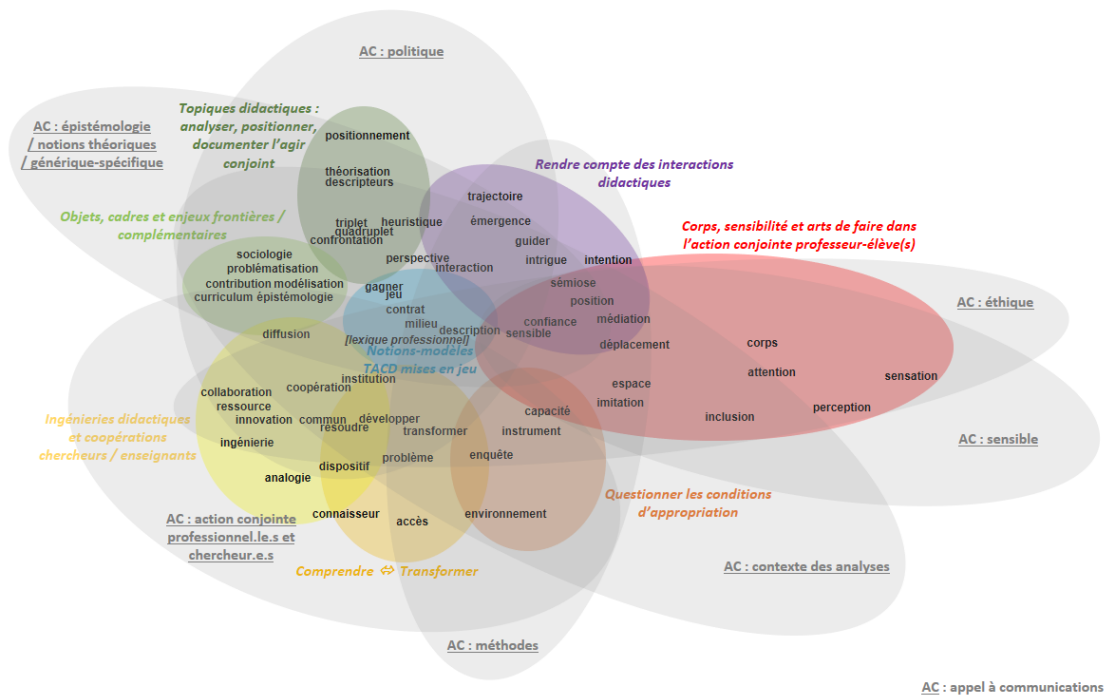 AC : politique
Topiques didactiques :
analyser, positionner,
documenter l'agir
conjoint
AC : épistémologie
/ notions théoriques
/ générique-spécifique
positionnement
théorisation
descripteurs
Rendre compte des interactions
didactiques
trajectoire
émergence
guider
intrigue
intention
Objets, cadres et enjeux frontières /
complémentaires
triplet
heuristique
quadruplet
confrontation
perspective
interaction
Corps, sensibilité et arts de faire dans
l'action conjointe professeur-élève(s)
sociologie
problématisation
contribution modélisation
curriculum épistémologie
gagner
jeu
contrat
milieu
description
[lexique professionnel]
Notions-modèles
TACD mises en jeu
sémiose
position
médiation
confiance
sensible
déplacement
AC : éthique
corps
attention
sensation
perception
inclusion
espace
imitation
AC : sensible
diffusion
institution
coopération
collaboration
ressource
innovation
commun
développer
résoudre
ingénierie
transformer
capacité
instrument
Ingénieries didactiques
et coopérations
chercheurs / enseignants
dispositif
problème
enquête
analogie
connaisseur
accès
environnement
Questionner les conditions
d'appropriation
AC : action conjointe
professionnel.le.s et
chercheur.e.s
Comprendre ⇔ Transformer
AC : contexte des analyses
AC : méthodes
AC : appel à communications